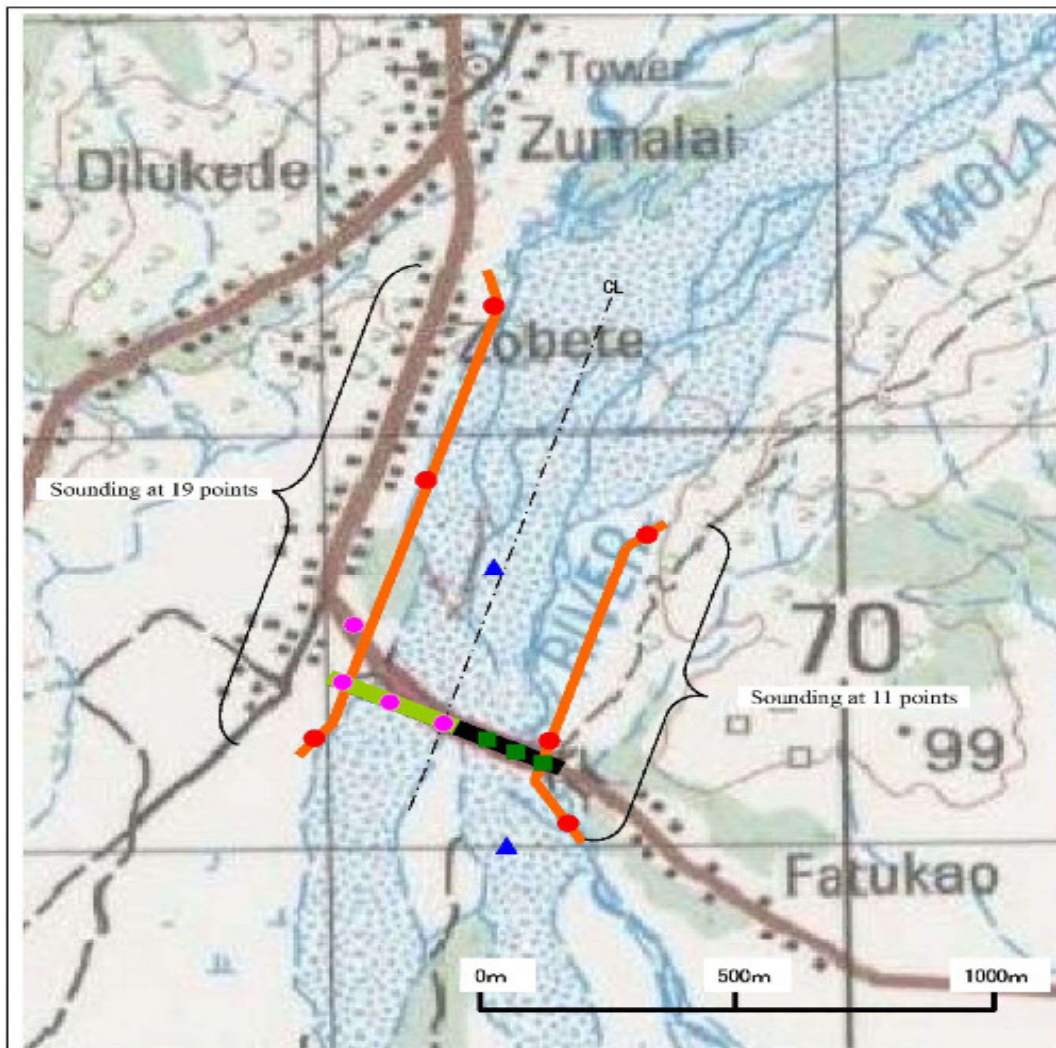 Tower
Zumalai
Dilukede
MOLA
CL
Zobete
Sounding at 19 points
RIVER
70
Sounding at 11 points
99
Fatukao
0m 500m 1000m